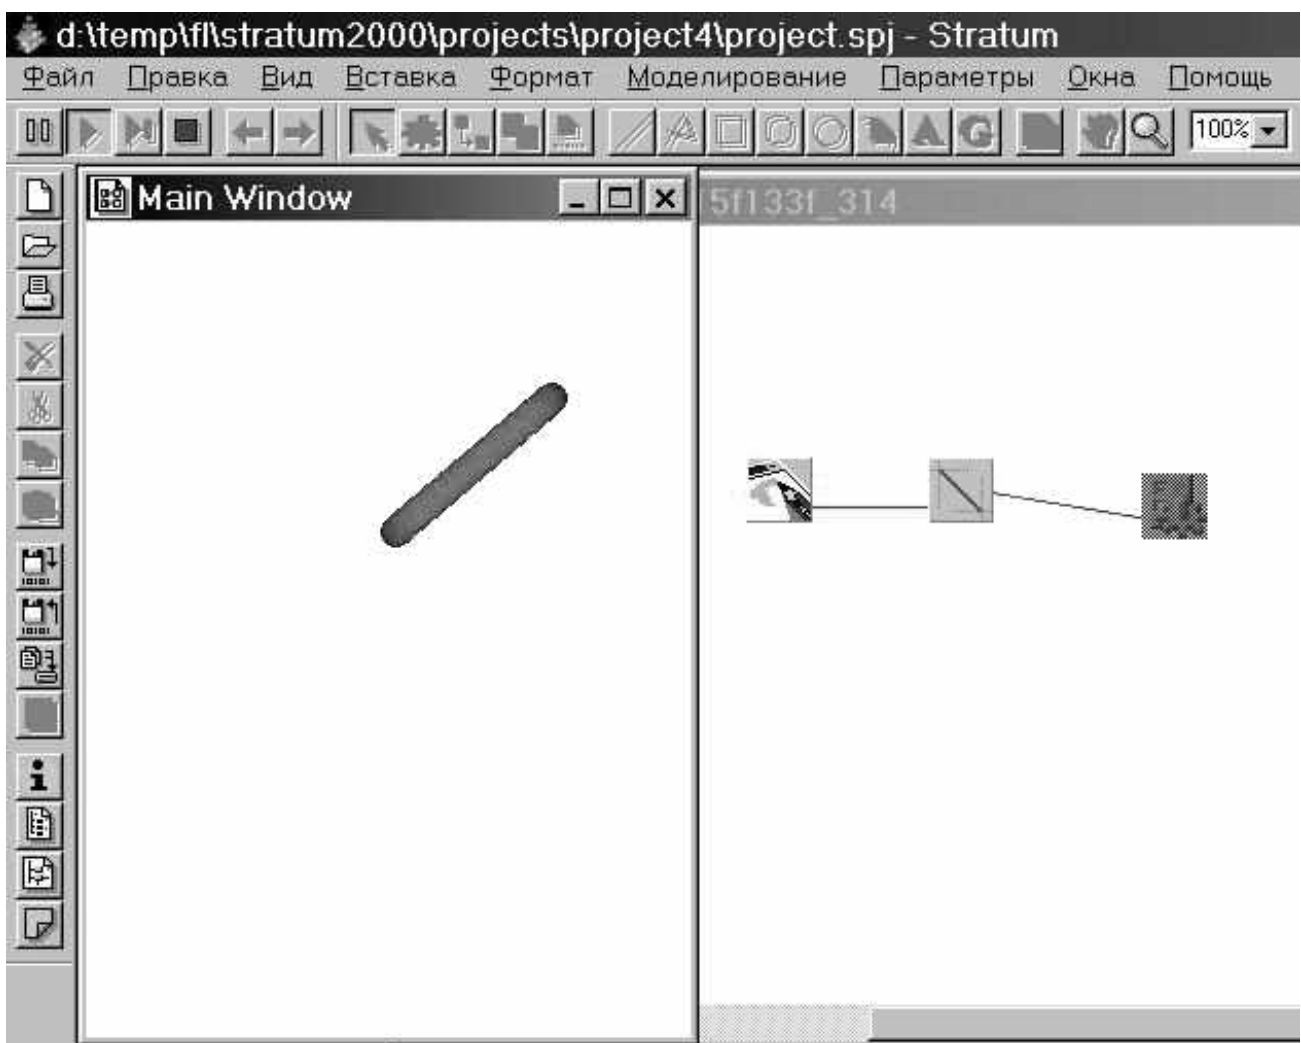 d:\temp\fl\stratum2000\projects\project4\project.spj - Stratum
Файл Правка Вид Вставка Формат Моделирование Параметры Окна Помощь
100%
Main Window
5f133f_314